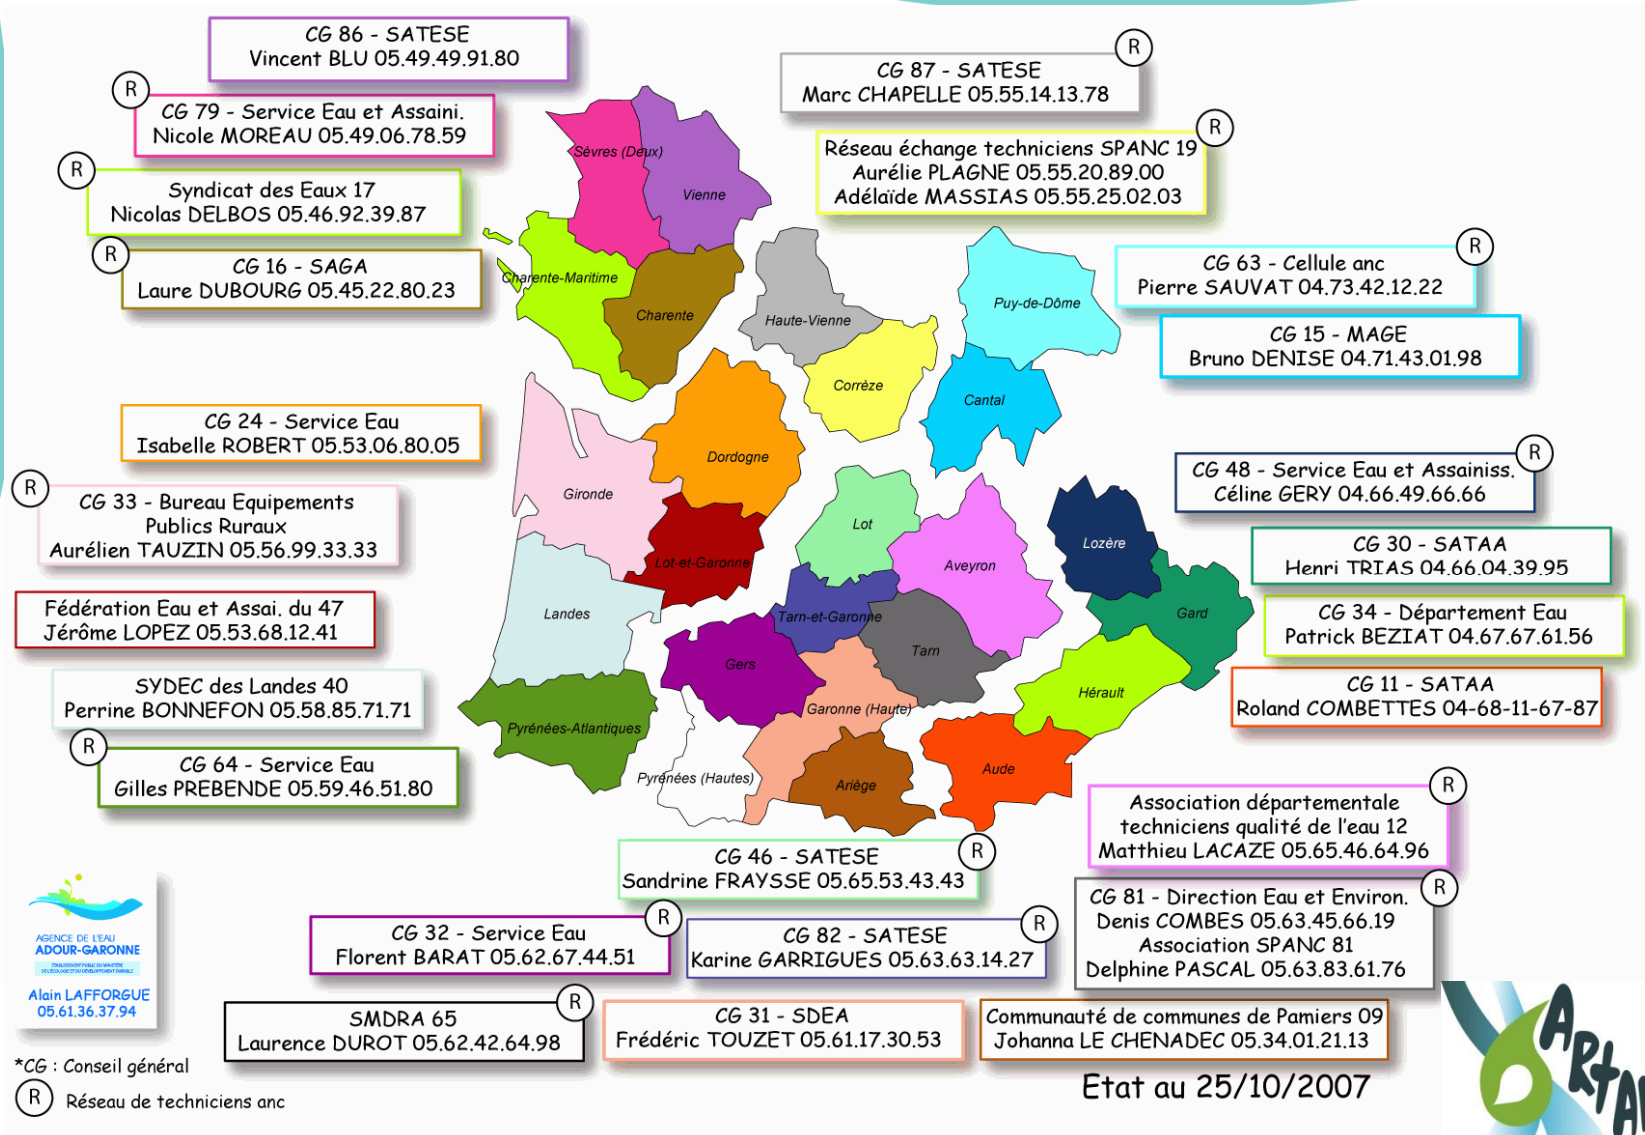 CG 86 - SATESE
Vincent BLU 05.49.49.91.80
R
CG 87 - SATESE
Marc CHAPELLE 05.55.14.13.78
R
CG 79 - Service Eau et Assaini.
Nicole MOREAU 05.49.06.78.59
R
Réseau échange techniciens SPANC 19
Aurélie PLAGNE 05.55.20.89.00
Adélaïde MASSIAS 05.55.25.02.03
R
Syndicat des Eaux 17
Nicolas DELBOS 05.46.92.39.87
R
CG 16 - SAGA
Laure DUBOURG 05.45.22.80.23
R
CG 63 - Cellule anc
Pierre SAUVAT 04.73.42.12.22
CG 15 - MAGE
Bruno DENISE 04.71.43.01.98
Sèvres (Deux)
Vienne
Charente-Maritime
Charente
Haute-Vienne
Puy-de-Dôme
Corrèze
Cantal
CG 24 - Service Eau
Isabelle ROBERT 05.53.06.80.05
R
CG 33 - Bureau Equipements
Publics Ruraux
Aurélien TAUZIN 05.56.99.33.33
Fédération Eau et Assai. du 47
Jérôme LOPEZ 05.53.68.12.41
SYDEC des Landes 40
Perrine BONNEFON 05.58.85.71.71
R
CG 64 - Service Eau
Gilles PREBENDE 05.59.46.51.80
Dordogne
Gironde
Lot
Lot-et-Garonne
Aveyron
Lozère
Landes
Tarn-et-Garonne
Gard
Gers
Tarn
Hérault
Garonne (Haute)
Pyrénées-Atlantiques
Pyrénées (Hautes)
Ariège
Aude
R
CG 48 - Service Eau et Assainiss.
Céline GERY 04.66.49.66.66
CG 30 - SATAA
Henri TRIAS 04.66.04.39.95
CG 34 - Département Eau
Patrick BEZIAT 04.67.67.61.56
CG 11 - SATAA
Roland COMBETTES 04-68-11-67-87
R
Association départementale
techniciens qualité de l'eau 12
Matthieu LACAZE 05.65.46.64.96
R
CG 46 - SATESE
Sandrine FRAYSSE 05.65.53.43.43
R
CG 81 - Direction Eau et Environ.
Denis COMBES 05.63.45.66.19
Association SPANC 81
Delphine PASCAL 05.63.83.61.76
R
CG 32 - Service Eau
Florent BARAT 05.62.67.44.51
R
CG 82 - SATESE
Karine GARRIGUES 05.63.63.14.27
R
SMDRA 65
Laurence DUROT 05.62.42.64.98
CG 31 - SDEA
Frédéric TOUZET 05.61.17.30.53
Communauté de communes de Pamiers 09
Johanna LE CHENADEC 05.34.01.21.13
AGENCE DE L'EAU
ADOUR-GARONNE
ETABLISSEMENT PUBLIC DU MINISTERE
DE L'ECOLOGIE ET DU DEVELOPPEMENT DURABLE
Alain LAFFORGUE
05.61.36.37.94
*CG : Conseil général
R Réseau de techniciens anc
Etat au 25/10/2007